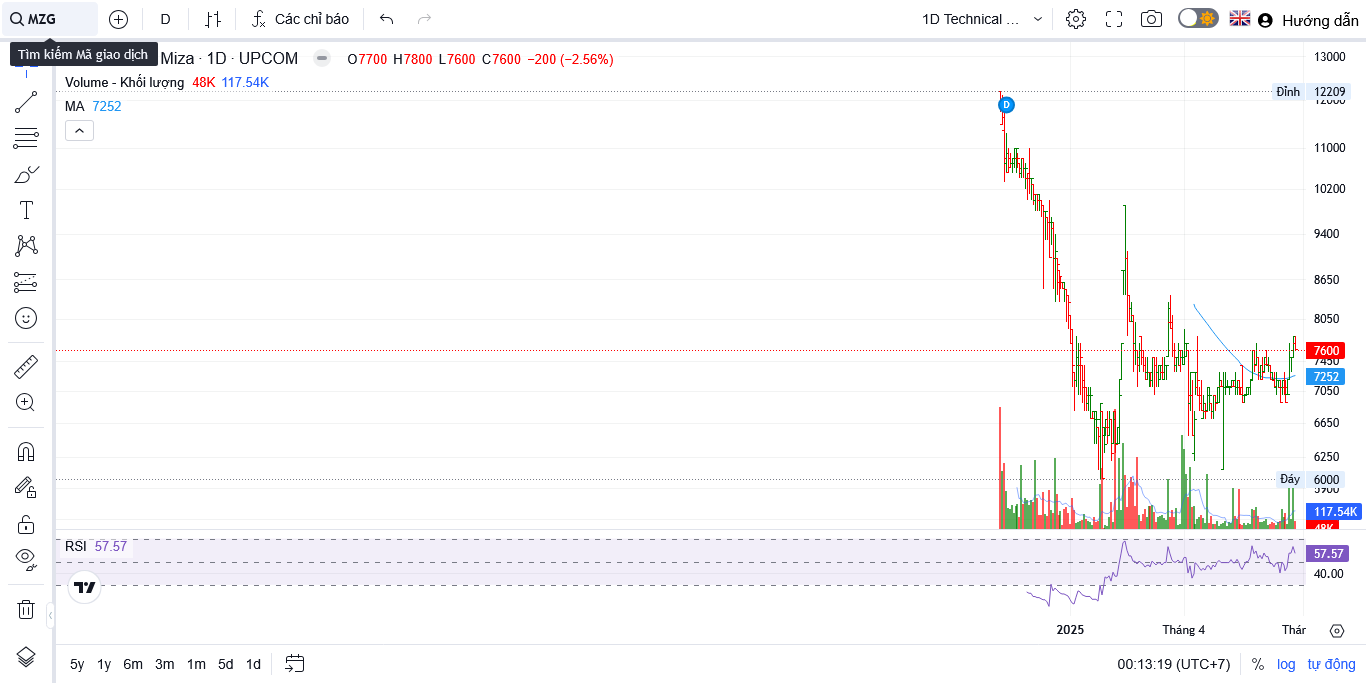 MZG
D
Các chỉ báo
1D Technical ...
Hướng dẫn
Tìm kiếm Mã giao dịch
Miza · 1D · UPCOM
O7700 H7800 L7600 C7600 −200 (−2.56%)
Volume - Khối lượng 48K 117.54K
MA 7252
D
13000
Đỉnh 12209
12000
11000
10200
9400
8650
8050
7600
7450
7252
7050
6650
6250
Đáy 6000
5900
117.54K
48K
RSI 57.57
57.57
40.00
2025
Tháng 4
Thán
5y 1y 6m 3m 1m 5d 1d
00:13:19 (UTC+7)
% log tự động